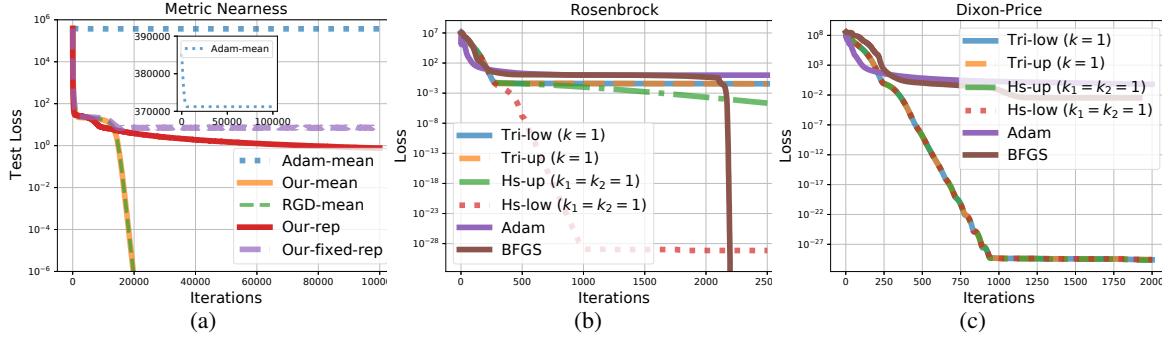 Metric Nearness
Test Loss
10^6
10^4
10^2
10^0
10^-2
10^-4
10^-6
390000
380000
370000
0 50000 100000
Adam-mean
Adam-mean
Our-mean
RGD-mean
Our-rep
Our-fixed-rep
0 20000 40000 60000 80000 10000
Iterations
(a)
Rosenbrock
Loss
10^7
10^2
10^-3
10^-8
10^-13
10^-18
10^-23
10^-28
Tri-low (k = 1)
Tri-up (k = 1)
Hs-up (k1 = k2 = 1)
Hs-low (k1 = k2 = 1)
Adam
BFGS
0 500 1000 1500 2000 250
Iterations
(b)
Dixon-Price
Loss
10^8
10^3
10^-2
10^-7
10^-12
10^-17
10^-22
10^-27
Tri-low (k = 1)
Tri-up (k = 1)
Hs-up (k1 = k2 = 1)
Hs-low (k1 = k2 = 1)
Adam
BFGS
0 250 500 750 1000 1250 1500 1750 200
Iterations
(c)